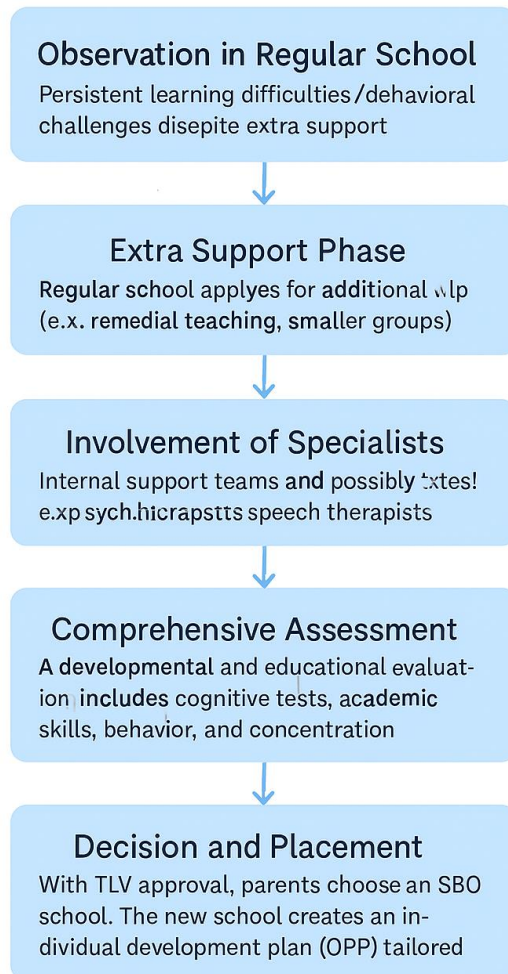 Observation in Regular School
Persistent learning difficulties/dehavioral
challenges disepite extra support
Extra Support Phase
Regular school applyes for additional
(e.x. remedial teaching, smaller groups)
Involvement of Specialists
Internal support teams and possibly
speech therapists
Comprehensive Assessment
A developmental and educational evaluat-
ion includes cognitive tests, academic
skills, behavior, and concentration
Decision and Placement
With TLV approval, parents choose an SBO
school. The new school creates an in-
dividual development plan (OPP) tailored